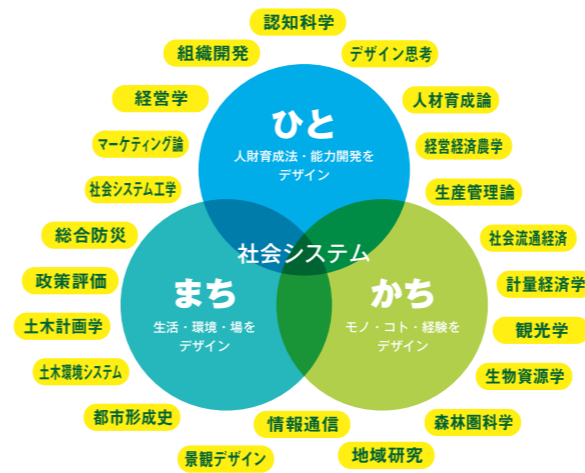 認知科学
組織開発
デザイン思考
経営学
人材育成論
マーケティング論
経営経済農学
社会システム工学
生産管理論
総合防災
社会流通経済
政策評価
計量経済学
土木計画学
観光学
土木環境システム
生物資源学
都市形成史
森林圏科学
景観デザイン
情報通信
地域研究
ひと
人財育成法・能力開発を
デザイン
社会システム
まち
生活・環境・場を
デザイン
かち
モノ・コト・経験を
デザイン